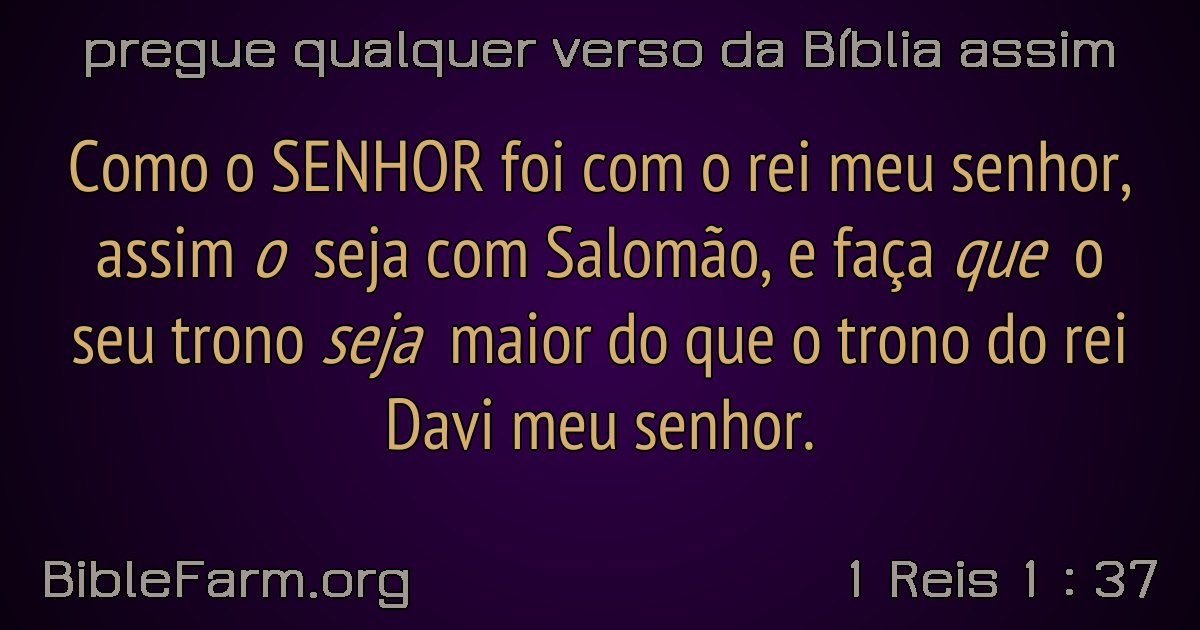 pregue qualquer verso da Bíblia assim
Como o SENHOR foi com o rei meu senhor,
assim o seja com Salomão, e faça que o
seu trono seja maior do que o trono do rei
Davi meu senhor.
BibleFarm.org
1 Reis 1 : 37